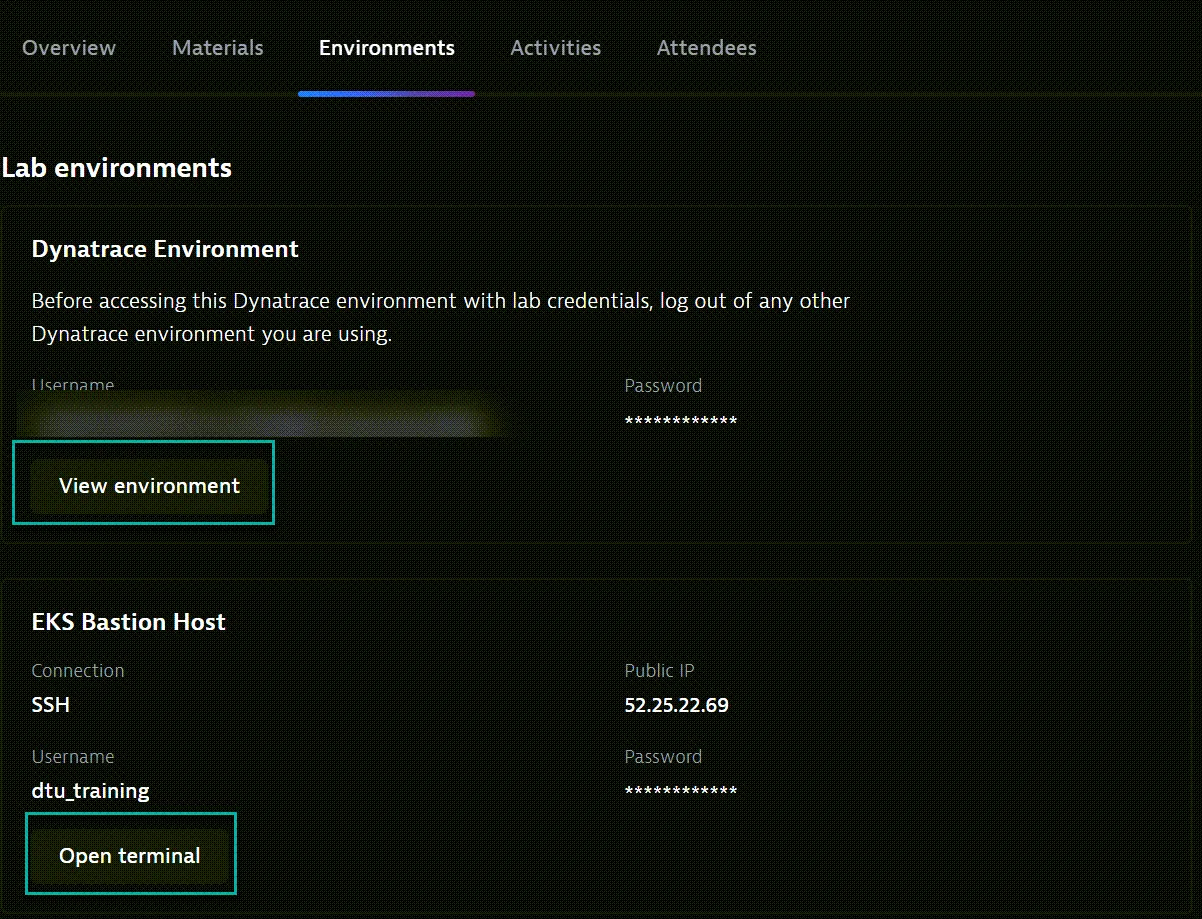 Overview Materials Environments Activities Attendees
Lab environments
Dynatrace Environment
Before accessing this Dynatrace environment with lab credentials, log out of any other
Dynatrace environment you are using.
Username Password
************
View environment
EKS Bastion Host
Connection Public IP
SSH 52.25.22.69
Username Password
dtu_training ************
Open terminal